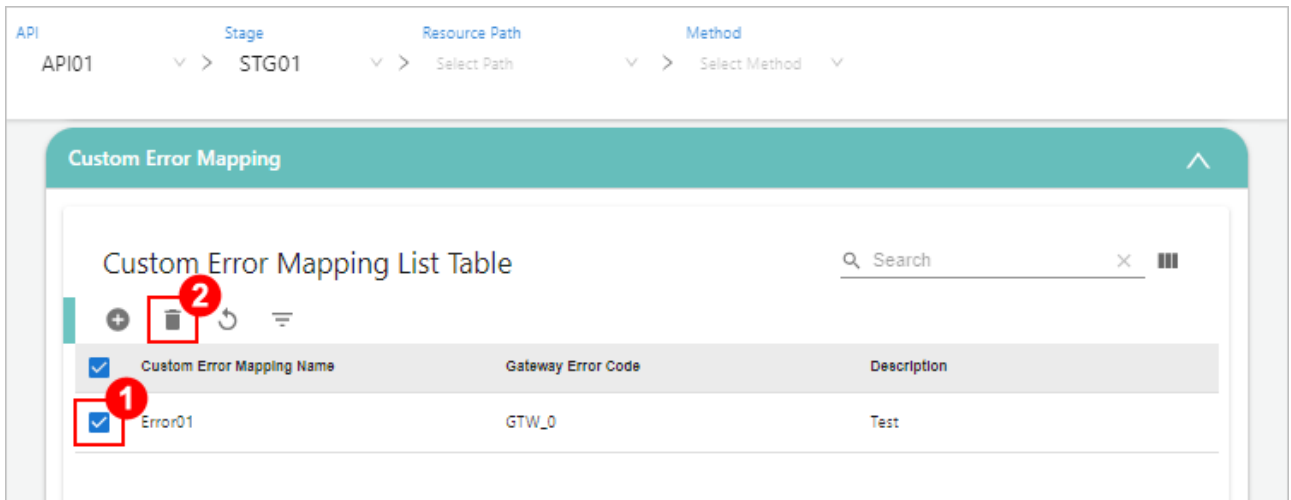 API Stage Resource Path Method
API01 > STG01 > Select Path > Select Method
Custom Error Mapping
Custom Error Mapping List Table Search
2
Custom Error Mapping Name Gateway Error Code Description
1
Error01 GTW_0 Test